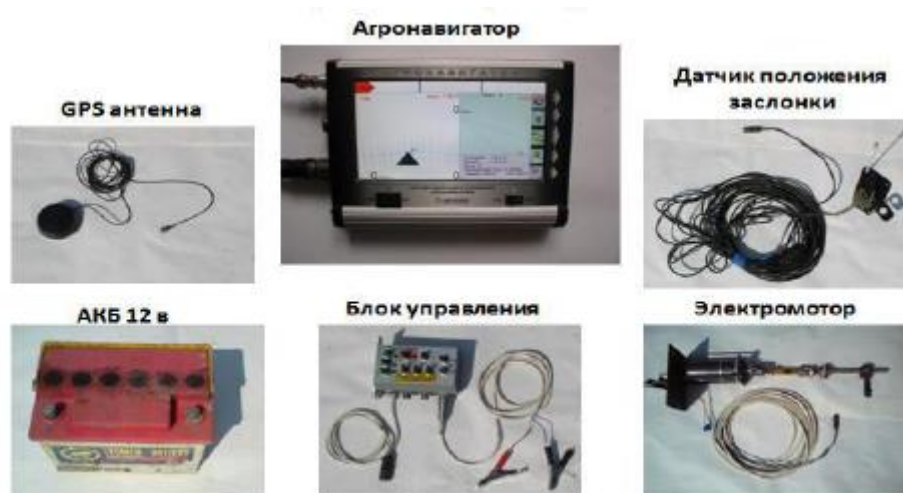 Агронавигатор
Датчик положения
заслонки
GPS антенна
АКБ 12 в
Блок управления
Электромотор